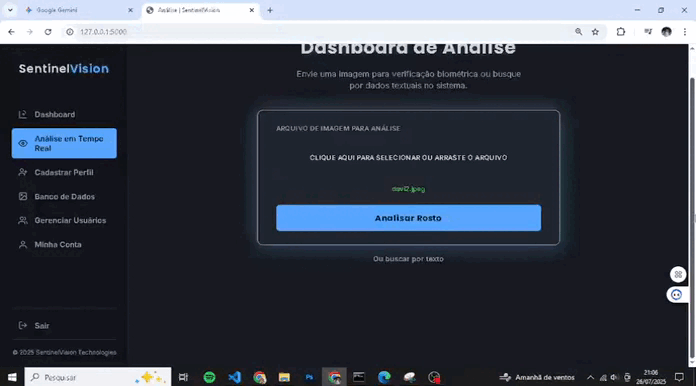 Google Gemini
Análise | SentinelVision
127.0.0.1:5000
SentinelVision
Dashboard
Análise em Tempo
Real
Cadastrar Perfil
Banco de Dados
Gerenciar Usuários
Minha Conta
Sair
© 2025 SentinelVision Technologies
Dashboard de Análise
Envie uma imagem para verificação biométrica ou busque
por dados textuais no sistema.
ARQUIVO DE IMAGEM PARA ANÁLISE
CLIQUE AQUI PARA SELECIONAR OU ARRASTE O ARQUIVO
Analisar Rosto
Ou buscar por texto
Pesquisar
Amanhã de ventos
21:06
26/07/2025